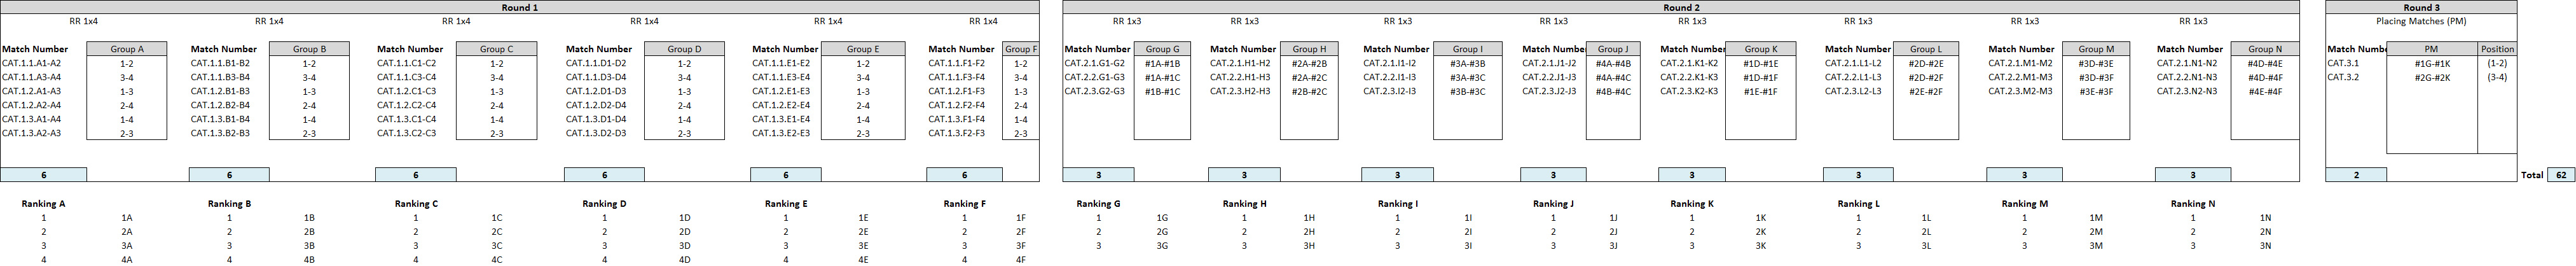 Round 1 Round 2 Round 3
RR 1x4 RR 1x4 RR 1x4 RR 1x4 RR 1x4 RR 1x4 RR 1x3 RR 1x3 RR 1x3 RR 1x3 RR 1x3 RR 1x3 RR 1x3 RR 1x3 Placing Matches (PM)
Match Number Group A Match Number Group B Match Number Group C Match Number Group D Match Number Group E Match Number Group F Match Number Group G Match Number Group H Match Number Group I Match Number Group J Match Number Group K Match Number Group L Match Number Group M Match Number Group N Match Numbe PM Position
CAT.1.1.A1-A2 1-2 CAT.1.1.B1-B2 1-2 CAT.1.1.C1-C2 1-2 CAT.1.1.D1-D2 1-2 CAT.1.1.E1-E2 1-2 CAT.1.1.F1-F2 1-2 CAT.2.1.G1-G2 #1A-#1B CAT.2.1.H1-H2 #2A-#2B CAT.2.1.I1-I2 #3A-#3B CAT.2.1.J1-J2 #4A-#4B CAT.2.1.K1-K2 #1D-#1E CAT.2.1.L1-L2 #2D-#2E CAT.2.1.M1-M2 #3D-#3E CAT.2.1.N1-N2 #4D-#4E CAT.3.1 #1G-#1K (1-2)
CAT.1.1.A3-A4 3-4 CAT.1.1.B3-B4 3-4 CAT.1.1.C3-C4 3-4 CAT.1.1.D3-D4 3-4 CAT.1.1.E3-E4 3-4 CAT.1.1.F3-F4 3-4 CAT.2.2.G1-G3 #1A-#1C CAT.2.2.H1-H3 #2A-#2C CAT.2.2.I1-I3 #3A-#3C CAT.2.2.J1-J3 #4A-#4C CAT.2.2.K1-K3 #1D-#1F CAT.2.2.L1-L3 #2D-#2F CAT.2.2.M1-M3 #3D-#3F CAT.2.2.N1-N3 #4D-#4F CAT.3.2 #2G-#2K (3-4)
CAT.1.2.A1-A3 1-3 CAT.1.2.B1-B3 1-3 CAT.1.2.C1-C3 1-3 CAT.1.2.D1-D3 1-3 CAT.1.2.E1-E3 1-3 CAT.1.2.F1-F3 1-3 CAT.2.3.G2-G3 #1B-#1C CAT.2.3.H2-H3 #2B-#2C CAT.2.3.I2-I3 #3B-#3C CAT.2.3.J2-J3 #4B-#4C CAT.2.3.K2-K3 #1E-#1F CAT.2.3.L2-L3 #2E-#2F CAT.2.3.M2-M3 #3E-#3F CAT.2.3.N2-N3 #4E-#4F
CAT.1.2.A2-A4 2-4 CAT.1.2.B2-B4 2-4 CAT.1.2.C2-C4 2-4 CAT.1.2.D2-D4 2-4 CAT.1.2.E2-E4 2-4 CAT.1.2.F2-F4 2-4
CAT.1.3.A1-A4 1-4 CAT.1.3.B1-B4 1-4 CAT.1.3.C1-C4 1-4 CAT.1.3.D1-D4 1-4 CAT.1.3.E1-E4 1-4 CAT.1.3.F1-F4 1-4
CAT.1.3.A2-A3 2-3 CAT.1.3.B2-B3 2-3 CAT.1.3.C2-C3 2-3 CAT.1.3.D2-D3 2-3 CAT.1.3.E2-E3 2-3 CAT.1.3.F2-F3 2-3
6 6 6 6 6 6 3 3 3 3 3 3 3 3 2 Total 62
Ranking A Ranking B Ranking C Ranking D Ranking E Ranking F Ranking G Ranking H Ranking I Ranking J Ranking K Ranking L Ranking M Ranking N
1 1A 1 1B 1 1C 1 1D 1 1E 1 1F 1 1G 1 1H 1 1I 1 1J 1 1K 1 1L 1 1M 1 1N
2 2A 2 2B 2 2C 2 2D 2 2E 2 2F 2 2G 2 2H 2 2I 2 2J 2 2K 2 2L 2 2M 2 2N
3 3A 3 3B 3 3C 3 3D 3 3E 3 3F 3 3G 3 3H 3 3I 3 3J 3 3K 3 3L 3 3M 3 3N
4 4A 4 4B 4 4C 4 4D 4 4E 4 4F